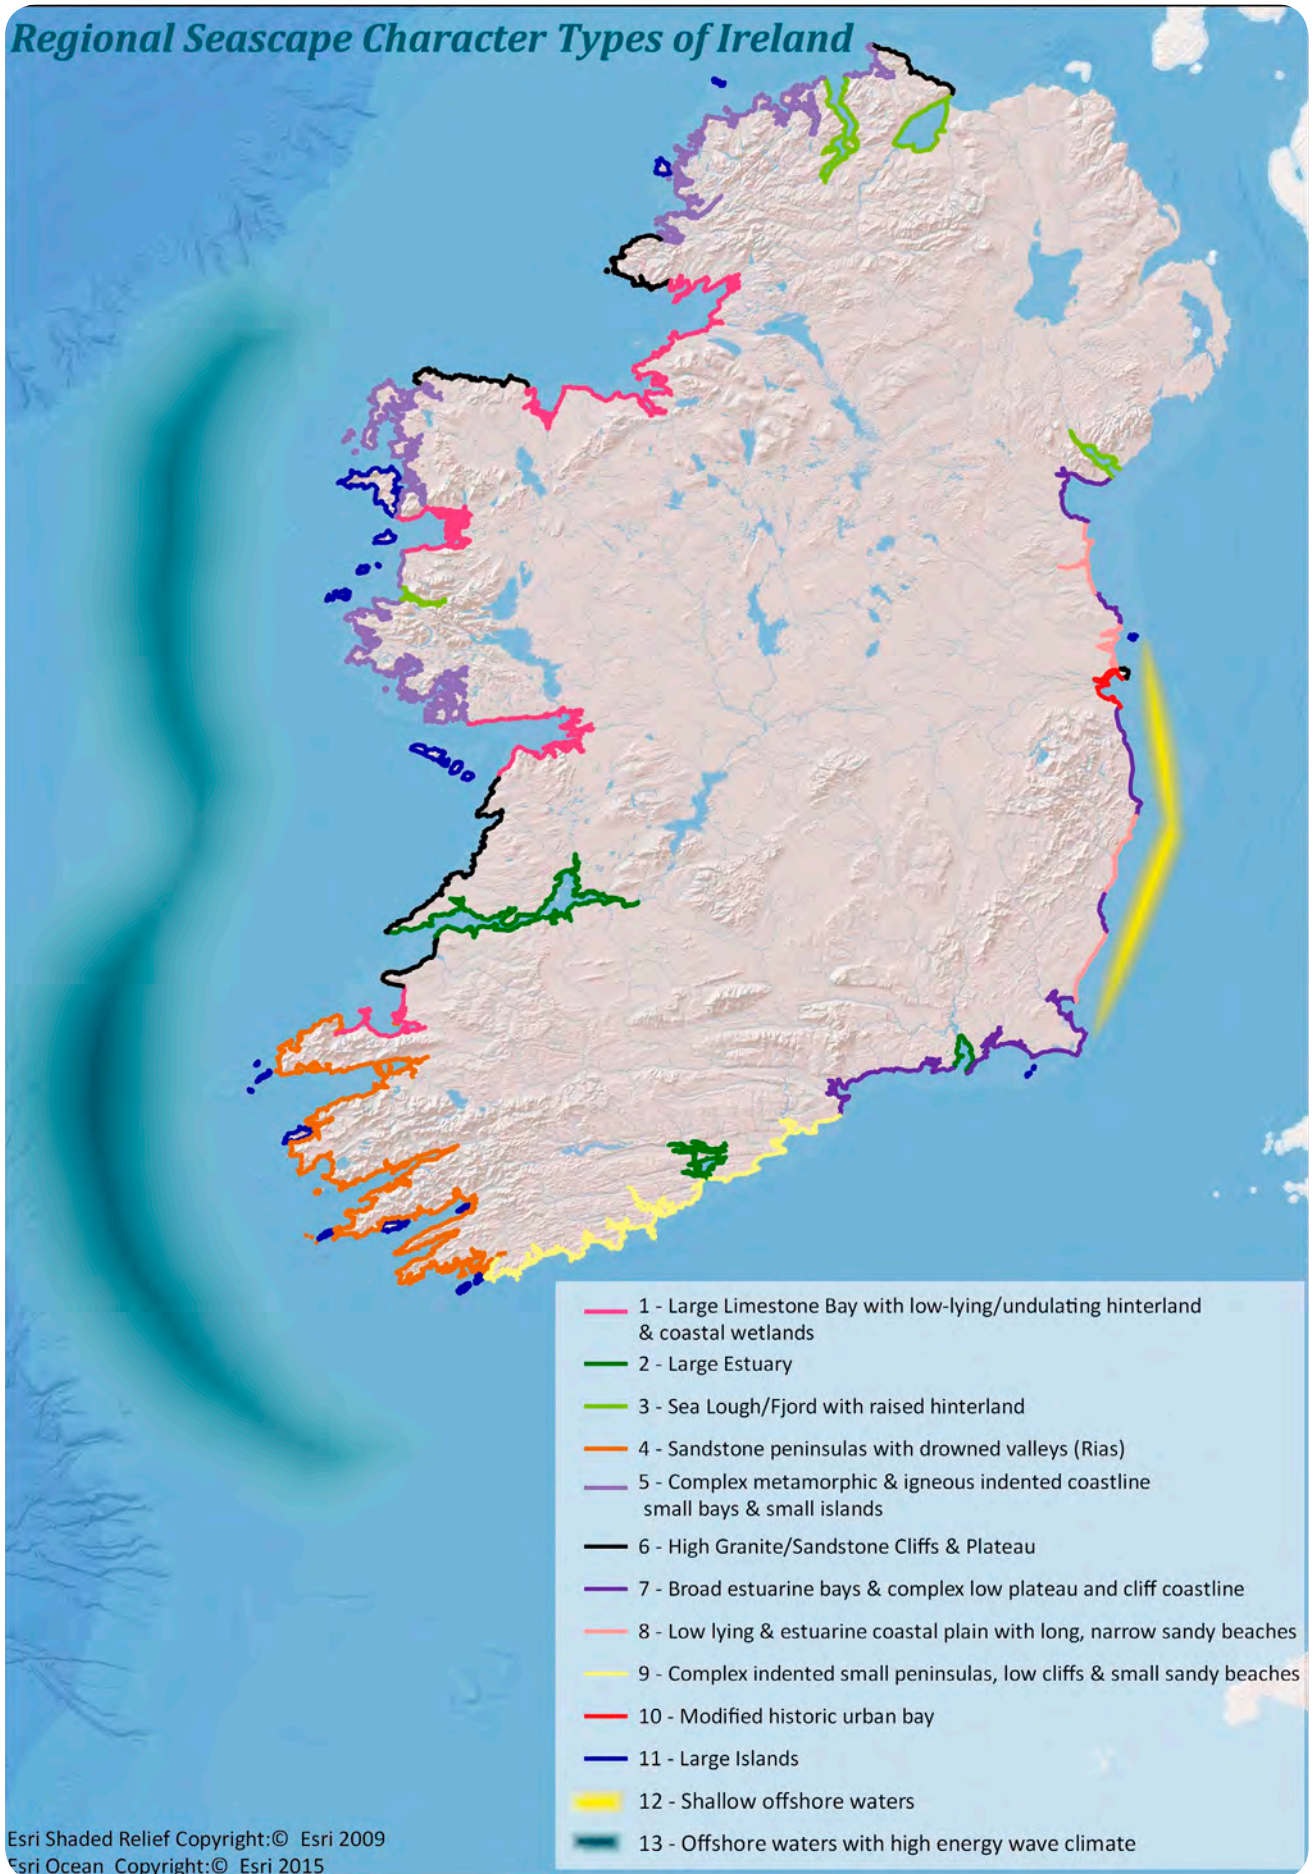 Regional Seascape Character Types of Ireland
1 - Large Limestone Bay with low-lying/undulating hinterland
& coastal wetlands
2 - Large Estuary
3 - Sea Lough/Fjord with raised hinterland
4 - Sandstone peninsulas with drowned valleys (Rias)
5 - Complex metamorphic & igneous indented coastline
small bays & small islands
6 - High Granite/Sandstone Cliffs & Plateau
7 - Broad estuarine bays & complex low plateau and cliff coastline
8 - Low lying & estuarine coastal plain with long, narrow sandy beaches
9 - Complex indented small peninsulas, low cliffs & small sandy beaches
10 - Modified historic urban bay
11 - Large Islands
12 - Shallow offshore waters
13 - Offshore waters with high energy wave climate
Esri Shaded Relief Copyright:© Esri 2009
Esri Ocean Copyright:© Esri 2015